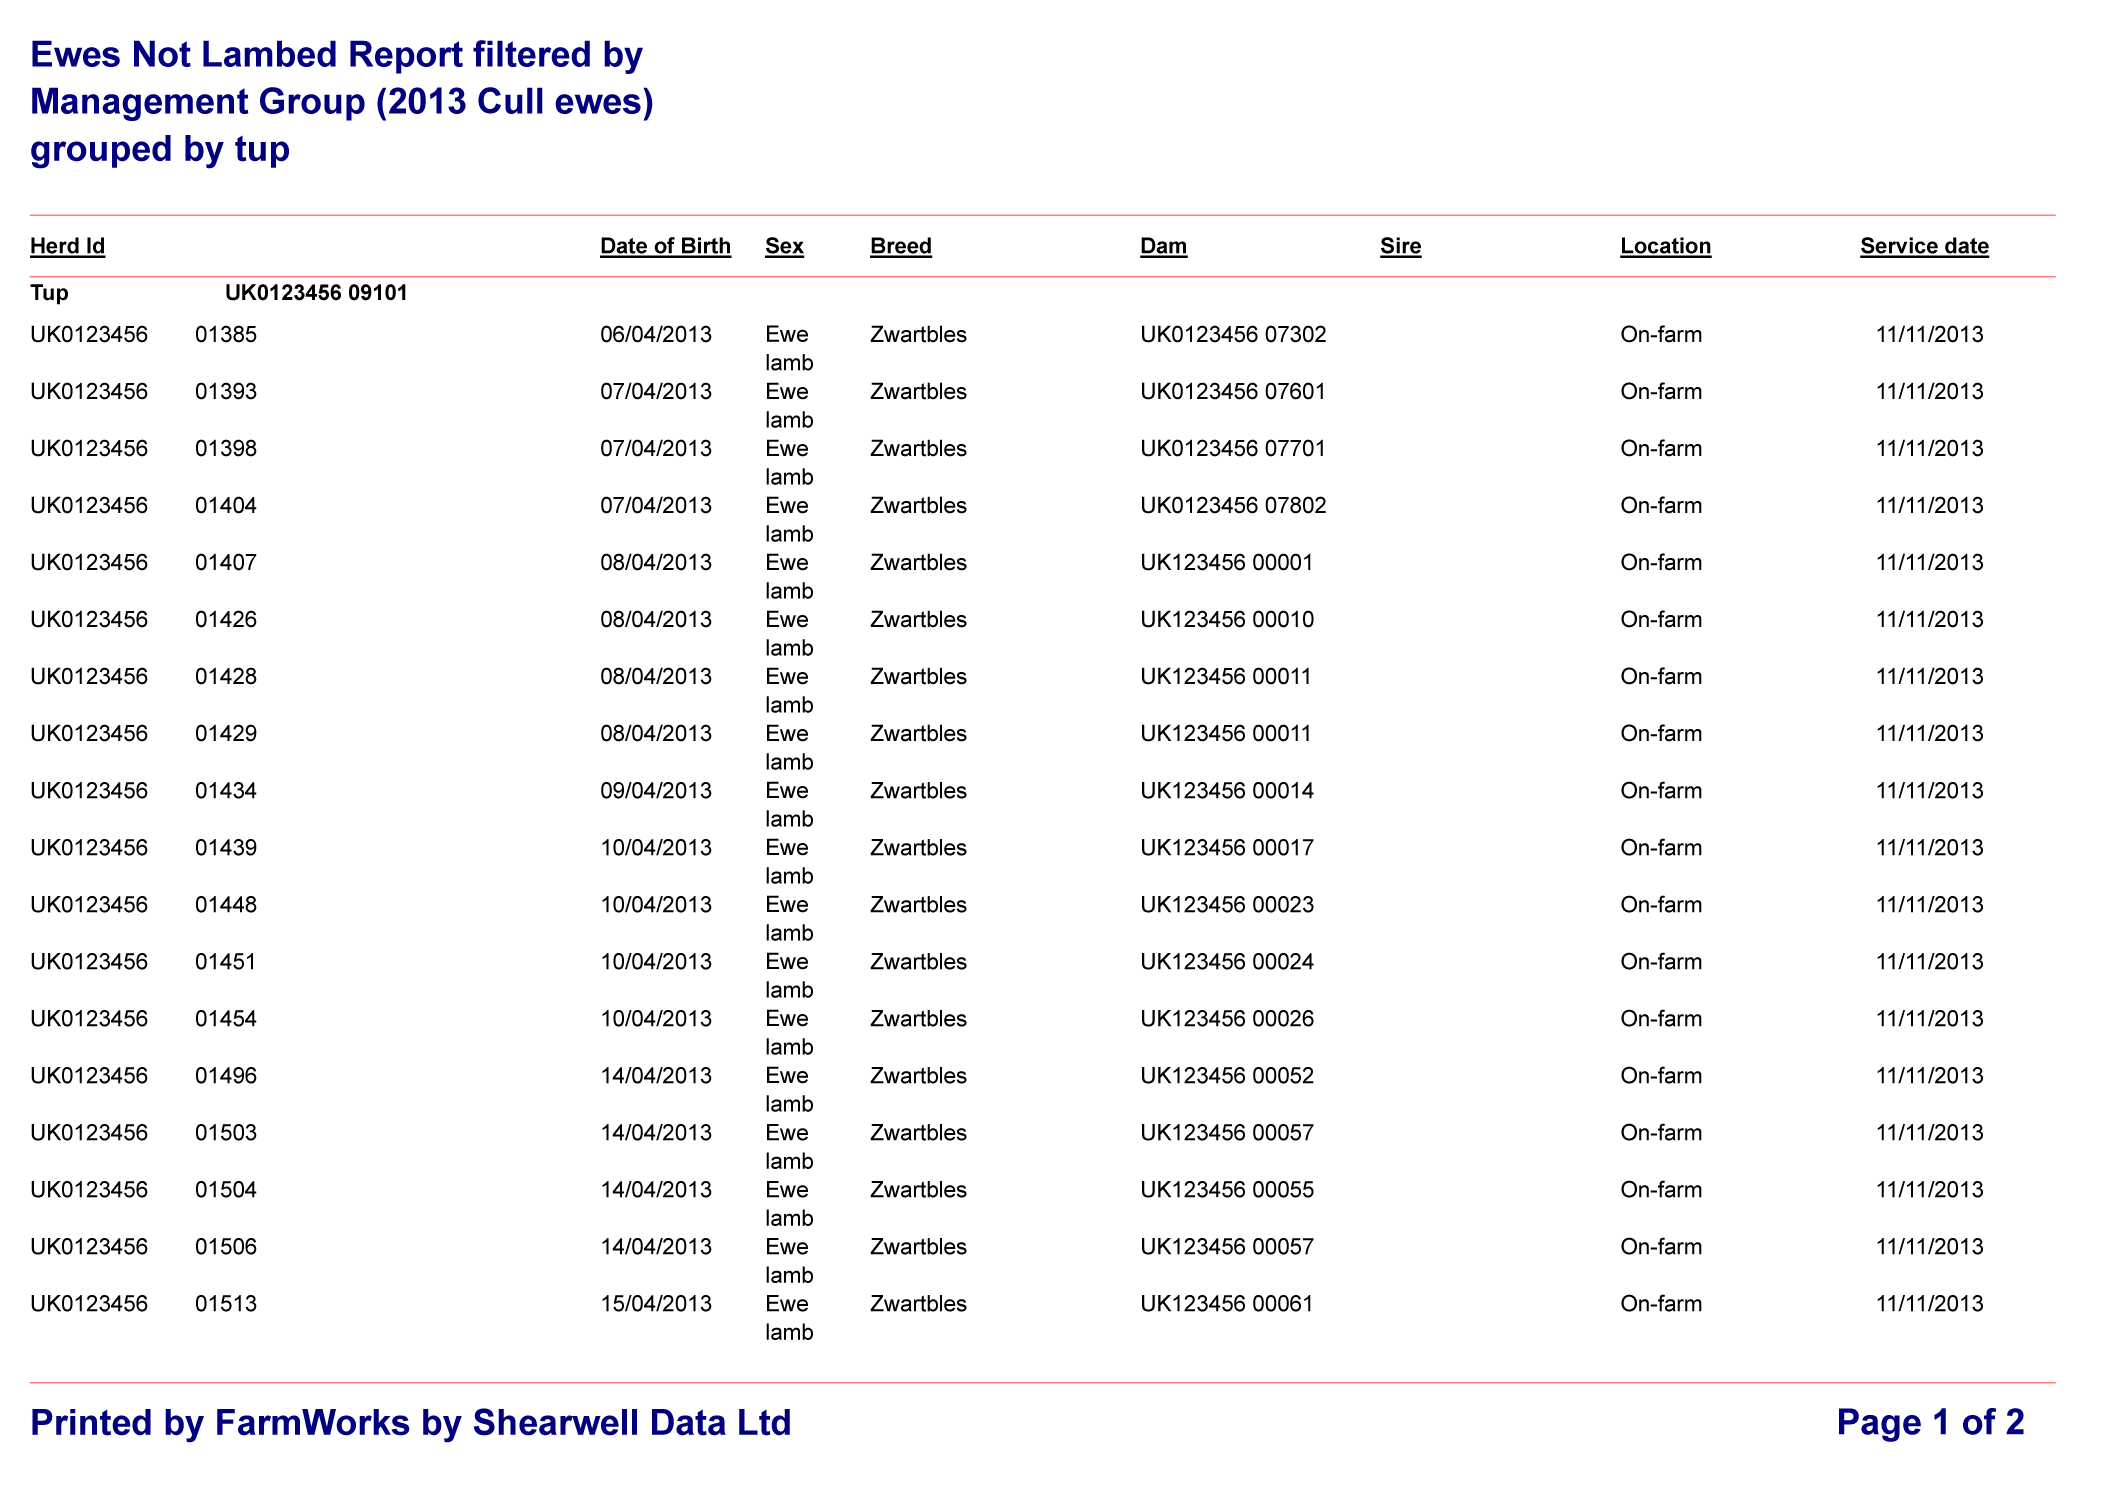 Ewes Not Lambed Report filtered by
Management Group (2013 Cull ewes)
grouped by tup
Herd Id Date of Birth Sex Breed Dam Sire Location Service date
Tup UK0123456 09101
UK0123456 01385 06/04/2013 Ewe Zwartbles UK0123456 07302 On-farm 11/11/2013
lamb
UK0123456 01393 07/04/2013 Ewe Zwartbles UK0123456 07601 On-farm 11/11/2013
lamb
UK0123456 01398 07/04/2013 Ewe Zwartbles UK0123456 07701 On-farm 11/11/2013
lamb
UK0123456 01404 07/04/2013 Ewe Zwartbles UK0123456 07802 On-farm 11/11/2013
lamb
UK0123456 01407 08/04/2013 Ewe Zwartbles UK123456 00001 On-farm 11/11/2013
lamb
UK0123456 01426 08/04/2013 Ewe Zwartbles UK123456 00010 On-farm 11/11/2013
lamb
UK0123456 01428 08/04/2013 Ewe Zwartbles UK123456 00011 On-farm 11/11/2013
lamb
UK0123456 01429 08/04/2013 Ewe Zwartbles UK123456 00011 On-farm 11/11/2013
lamb
UK0123456 01434 09/04/2013 Ewe Zwartbles UK123456 00014 On-farm 11/11/2013
lamb
UK0123456 01439 10/04/2013 Ewe Zwartbles UK123456 00017 On-farm 11/11/2013
lamb
UK0123456 01448 10/04/2013 Ewe Zwartbles UK123456 00023 On-farm 11/11/2013
lamb
UK0123456 01451 10/04/2013 Ewe Zwartbles UK123456 00024 On-farm 11/11/2013
lamb
UK0123456 01454 10/04/2013 Ewe Zwartbles UK123456 00026 On-farm 11/11/2013
lamb
UK0123456 01496 14/04/2013 Ewe Zwartbles UK123456 00052 On-farm 11/11/2013
lamb
UK0123456 01503 14/04/2013 Ewe Zwartbles UK123456 00057 On-farm 11/11/2013
lamb
UK0123456 01504 14/04/2013 Ewe Zwartbles UK123456 00055 On-farm 11/11/2013
lamb
UK0123456 01506 14/04/2013 Ewe Zwartbles UK123456 00057 On-farm 11/11/2013
lamb
UK0123456 01513 15/04/2013 Ewe Zwartbles UK123456 00061 On-farm 11/11/2013
lamb
Printed by FarmWorks by Shearwell Data Ltd Page 1 of 2